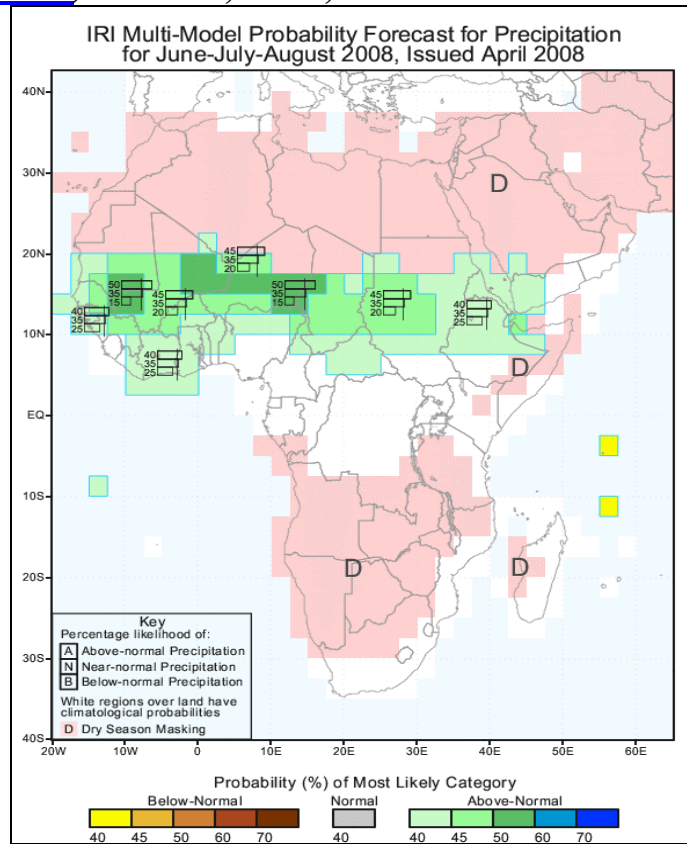 IRI Multi-Model Probability Forecast for Precipitation
for June-July-August 2008, Issued April 2008
40N
30N
20N
10N
EQ
10S
20S
30S
40S
D
45
35
20
50
35
15
45
35
20
50
35
15
45
35
20
40
35
25
40
35
25
40
35
25
D
D
D
Key
Percentage likelihood of:
A Above-normal Precipitation
N Near-normal Precipitation
B Below-normal Precipitation
White regions over land have
climatological probabilities
D Dry Season Masking
20W 10W 0 10E 20E 30E 40E 50E 60E
Probability (%) of Most Likely Category
Below-Normal Normal Above-Normal
40 45 50 60 70 40 40 45 50 60 70